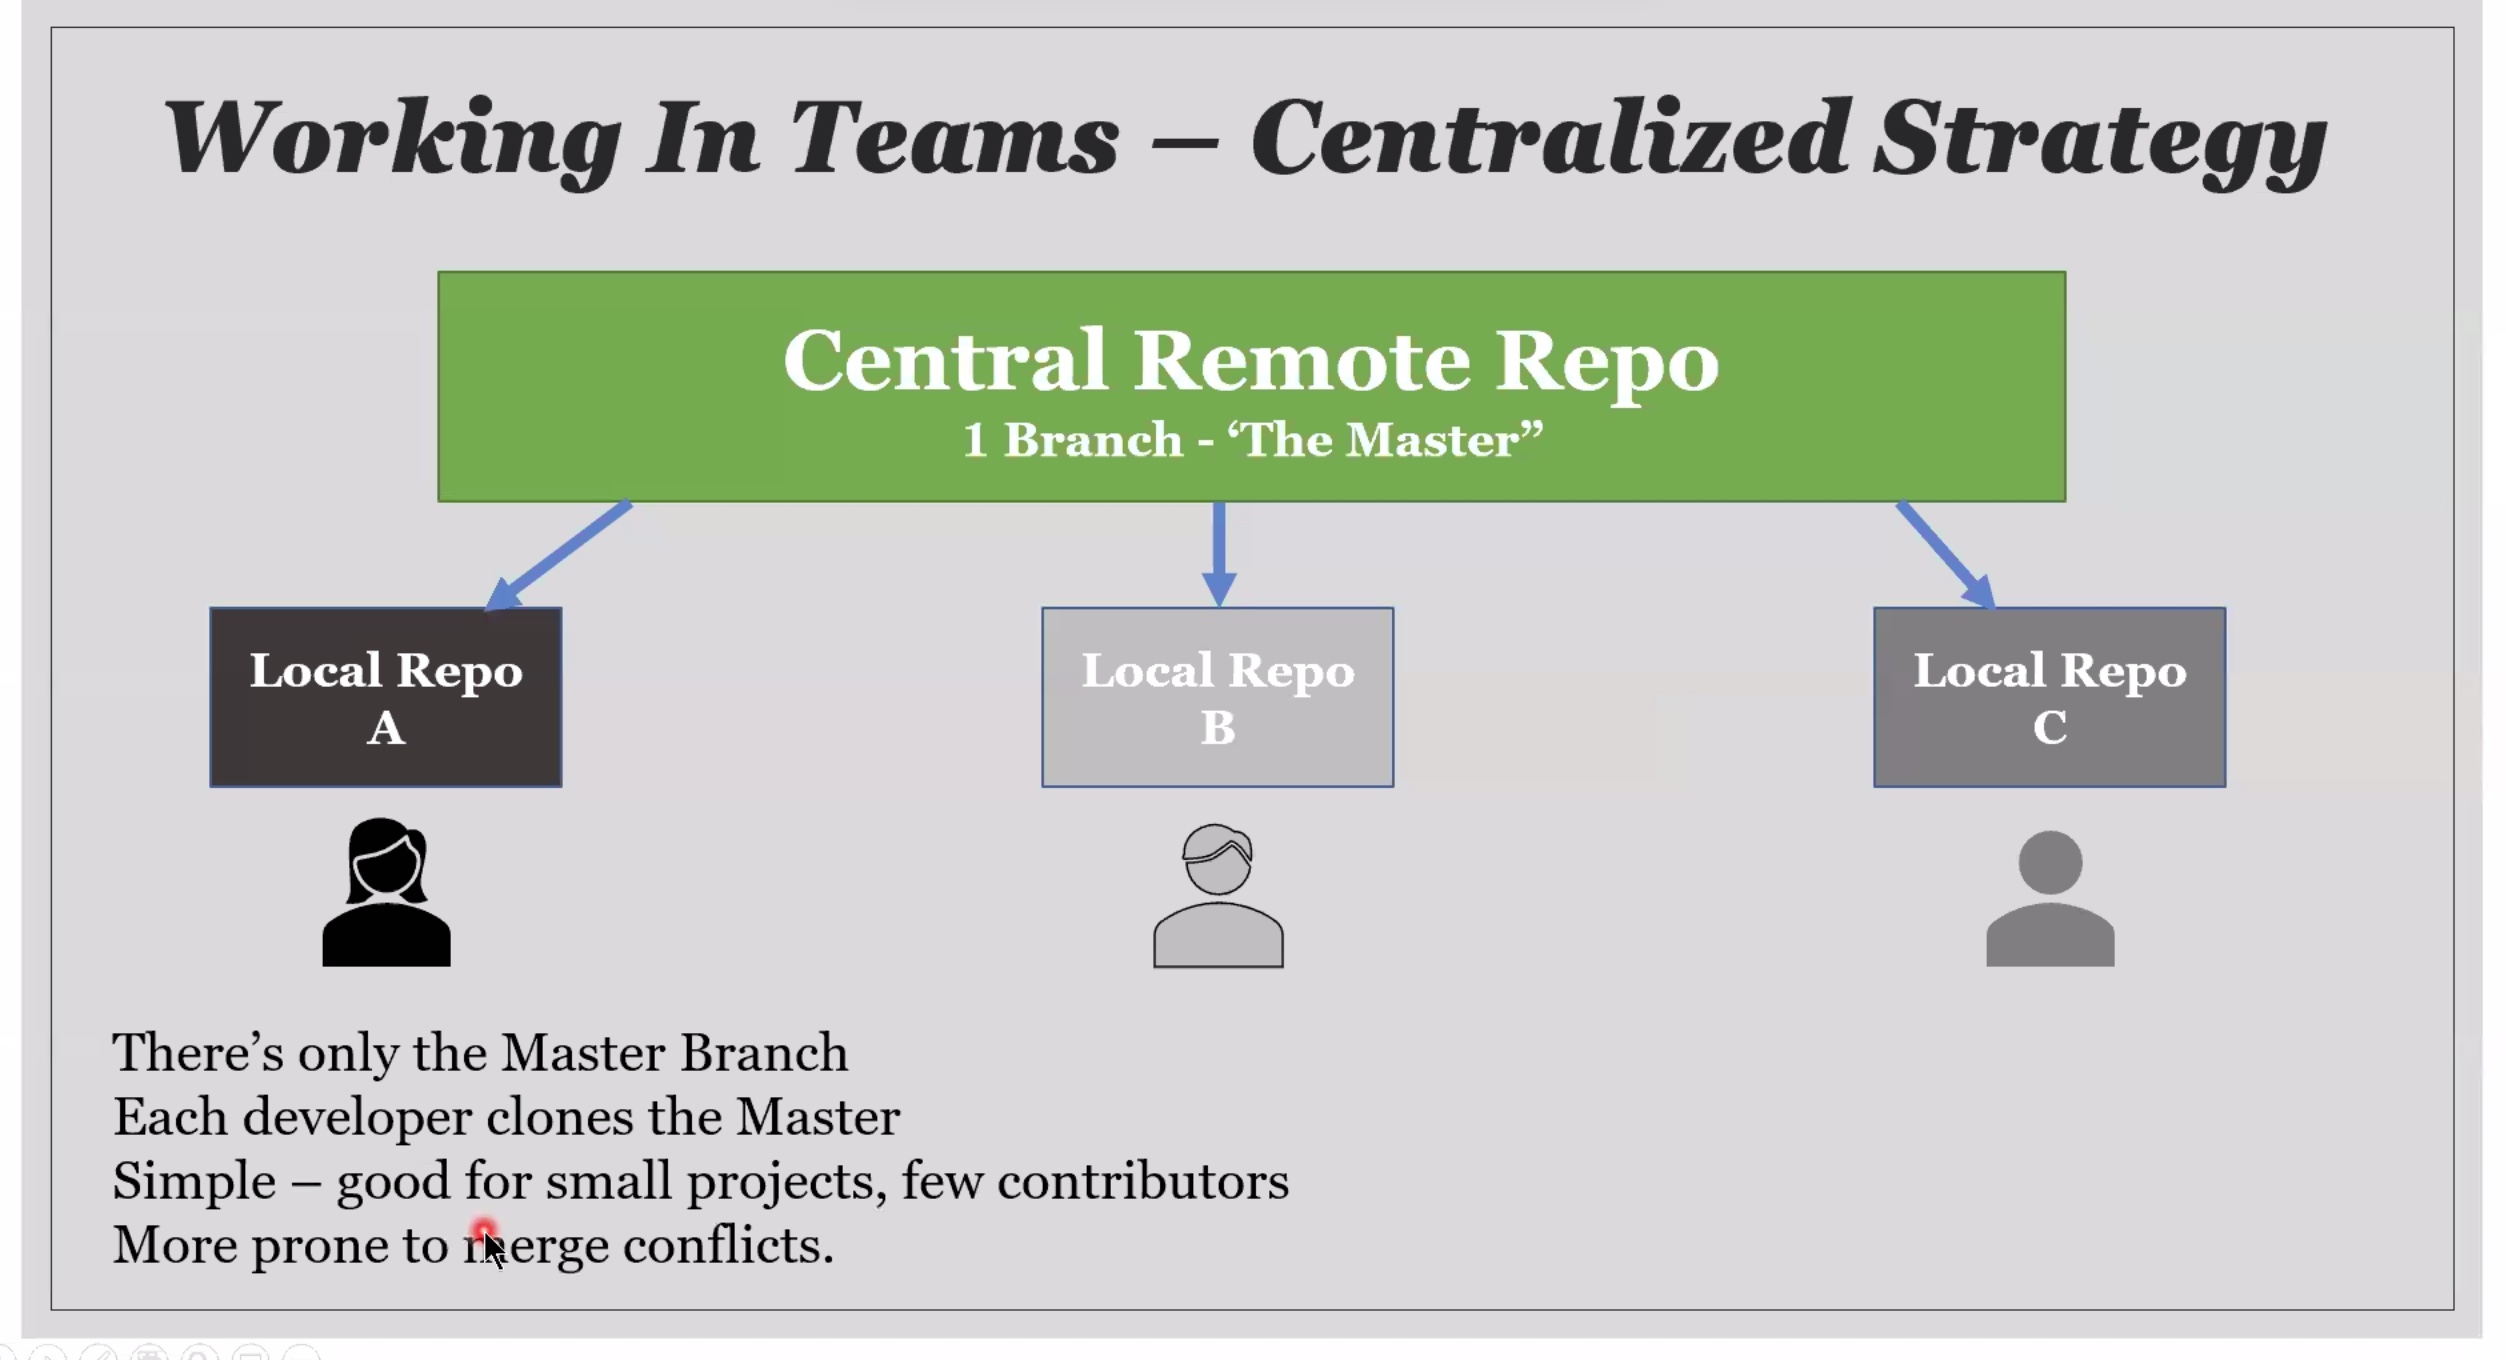 Working In Teams – Centralized Strategy
Central Remote Repo
1 Branch - ‘The Master”
Local Repo
A
Local Repo
B
Local Repo
C
There’s only the Master Branch
Each developer clones the Master
Simple – good for small projects, few contributors
More prone to merge conflicts.